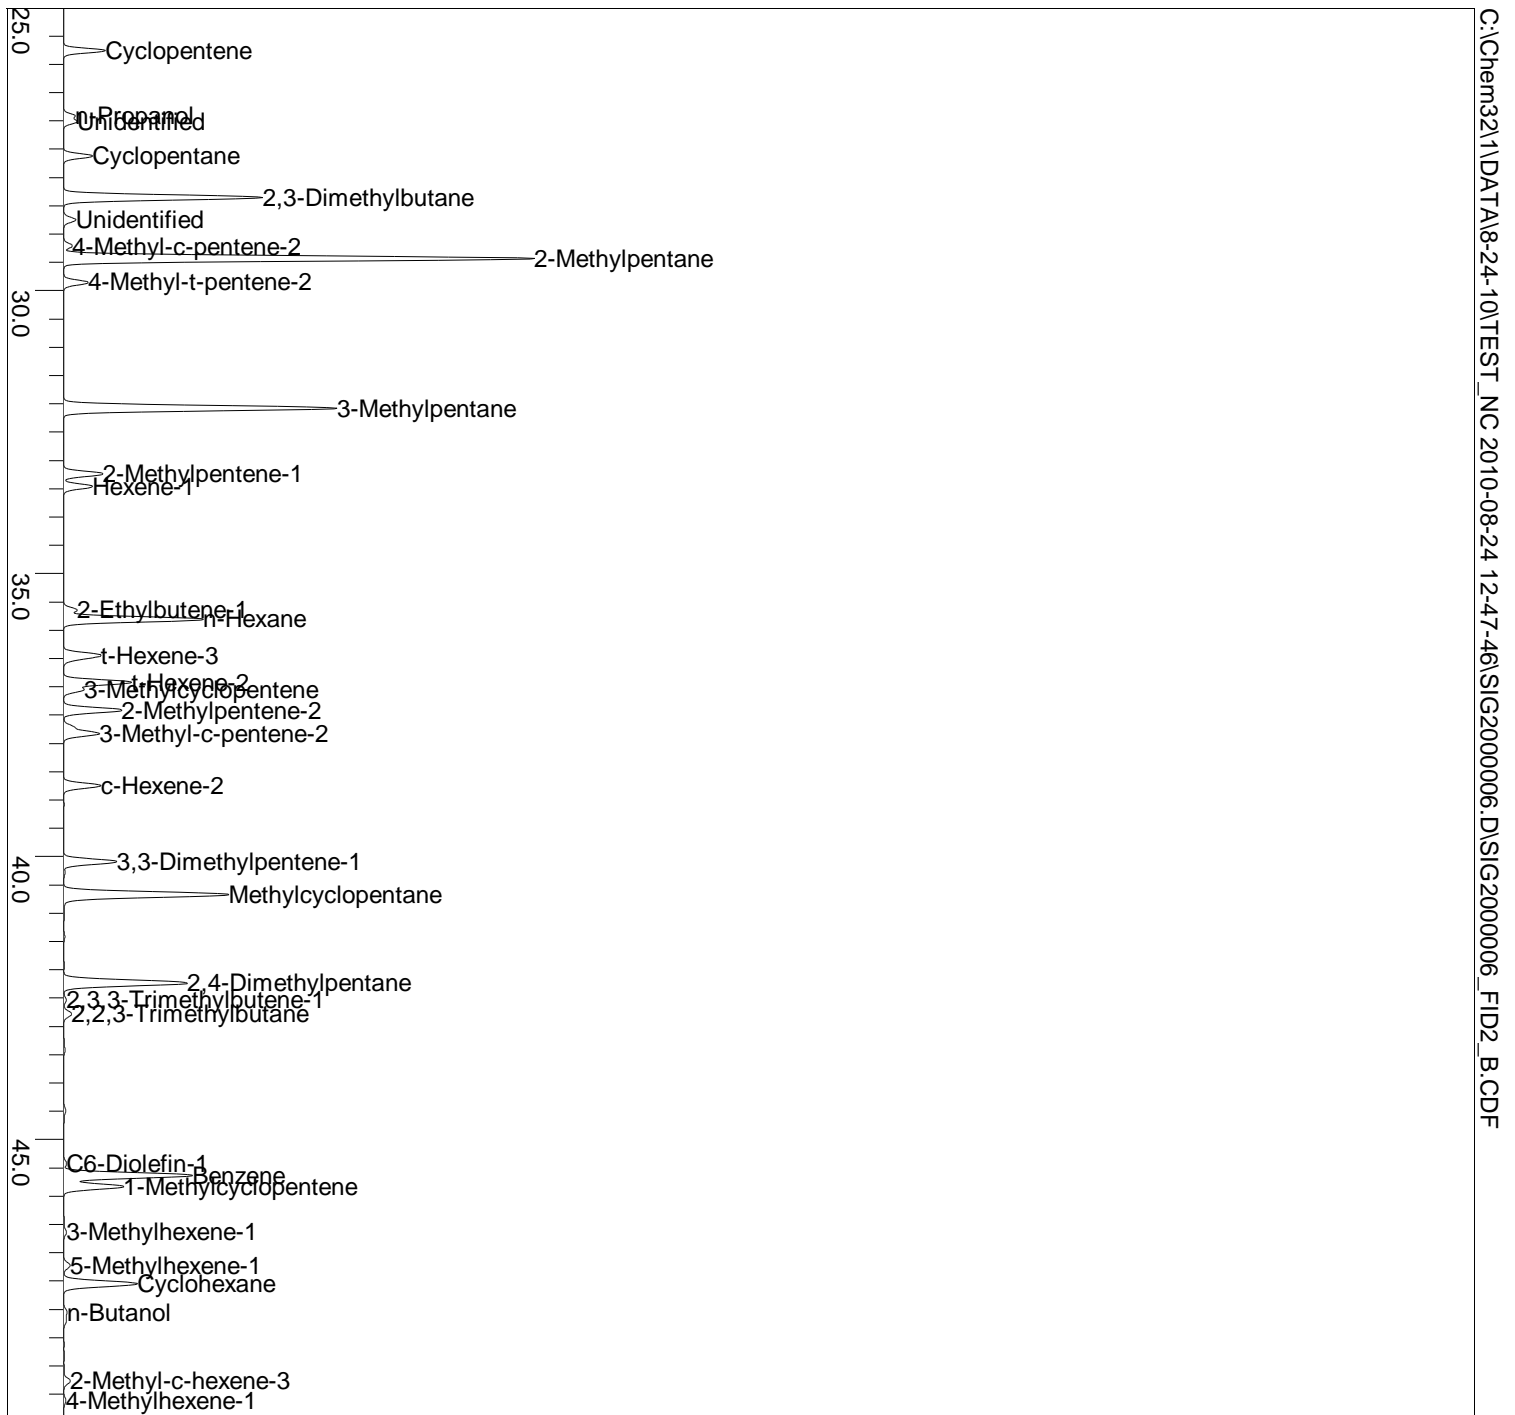 C:\Chem32\1\DATA\8-24-10\TEST_NC 2010-08-24 12-47-46\SIG2000006.D\SIG2000006_FID2_B.CDF
25.0
Cyclopentene
n-Propanol
Unidentified
Cyclopentane
2,3-Dimethylbutane
Unidentified
4-Methyl-c-pentene-2
2-Methylpentane
4-Methyl-t-pentene-2
30.0
3-Methylpentane
2-Methylpentene-1
Hexene-1
35.0
2-Ethylbutene-1
n-Hexane
t-Hexene-3
t-Hexene-2
3-Methylcyclopentene
2-Methylpentene-2
3-Methyl-c-pentene-2
c-Hexene-2
40.0
3,3-Dimethylpentene-1
Methylcyclopentane
2,4-Dimethylpentane
2,3,3-Trimethylbutene-1
2,2,3-Trimethylbutane
45.0
C6-Diolefin-1
Benzene
1-Methylcyclopentene
3-Methylhexene-1
5-Methylhexene-1
Cyclohexane
n-Butanol
2-Methyl-c-hexene-3
4-Methylhexene-1